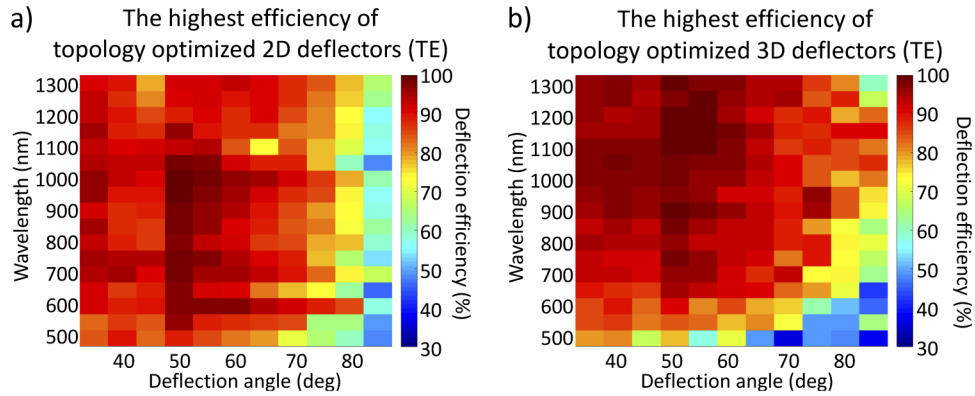 a)
The highest efficiency of
topology optimized 2D deflectors (TE)
Wavelength (nm)
1300
1200
1100
1000
900
800
700
600
500
40 50 60 70 80
Deflection angle (deg)
100
90
80
70
60
50
40
30
Deflection efficiency (%)
b)
The highest efficiency of
topology optimized 3D deflectors (TE)
Wavelength (nm)
1300
1200
1100
1000
900
800
700
600
500
40 50 60 70 80
Deflection angle (deg)
100
90
80
70
60
50
40
30
Deflection efficiency (%)